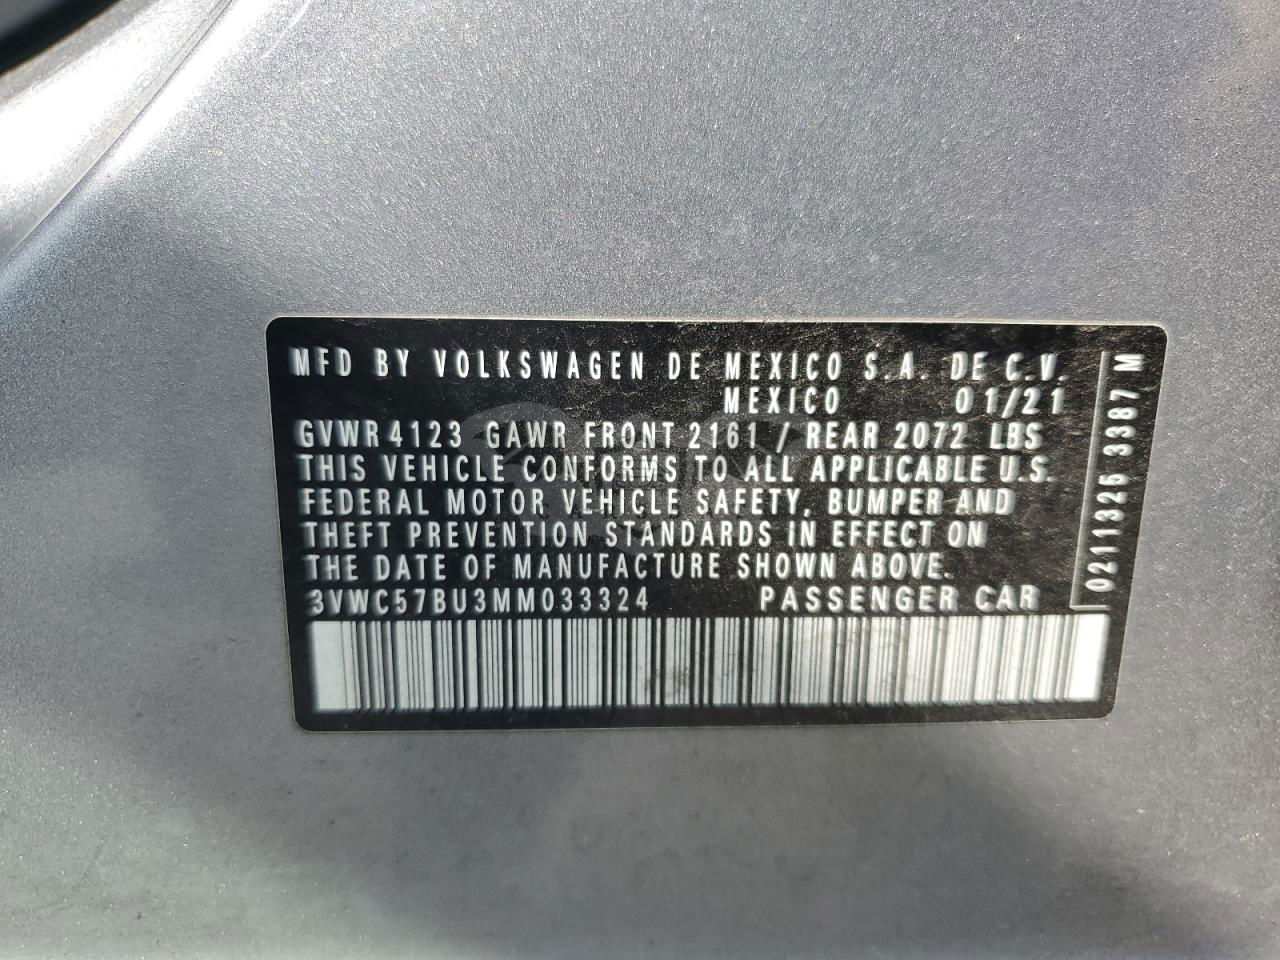 MFD BY VOLKSWAGEN DE MEXICO S.A. DE C.V.
MEXICO 01/21
GVWR 4123 GAWR FRONT 2161 / REAR 2072 LBS
THIS VEHICLE CONFORMS TO ALL APPLICABLE U.S.
FEDERAL MOTOR VEHICLE SAFETY, BUMPER AND
THEFT PREVENTION STANDARDS IN EFFECT ON
THE DATE OF MANUFACTURE SHOWN ABOVE.
3VWC57BU3MM033324 PASSENGER CAR
0211325 3387 M